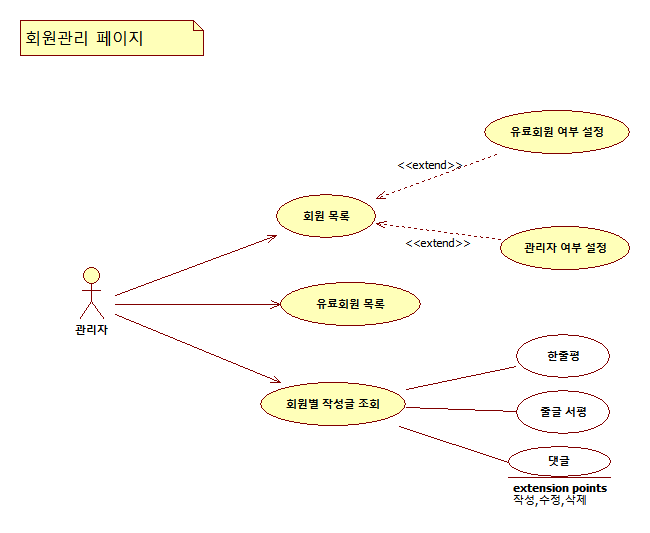 회원관리 페이지
유료회원 여부 설정
<<extend>>
회원 목록
<<extend>>
관리자 여부 설정
관리자
유료회원 목록
한줄평
회원별 작성글 조회
줄글 서평
댓글
extension points
작성,수정,삭제